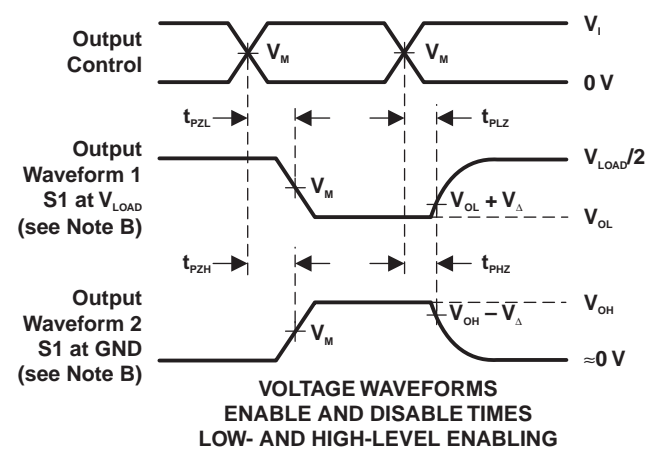 Output
Control
V_M
V_M
V_I
0 V
t_PZL
t_PLZ
Output
Waveform 1
S1 at V_LOAD
(see Note B)
V_M
V_OL + V_Δ
V_LOAD/2
V_OL
t_PZH
t_PHZ
Output
Waveform 2
S1 at GND
(see Note B)
V_M
V_OH − V_Δ
V_OH
≈0 V
VOLTAGE WAVEFORMS
ENABLE AND DISABLE TIMES
LOW- AND HIGH-LEVEL ENABLING